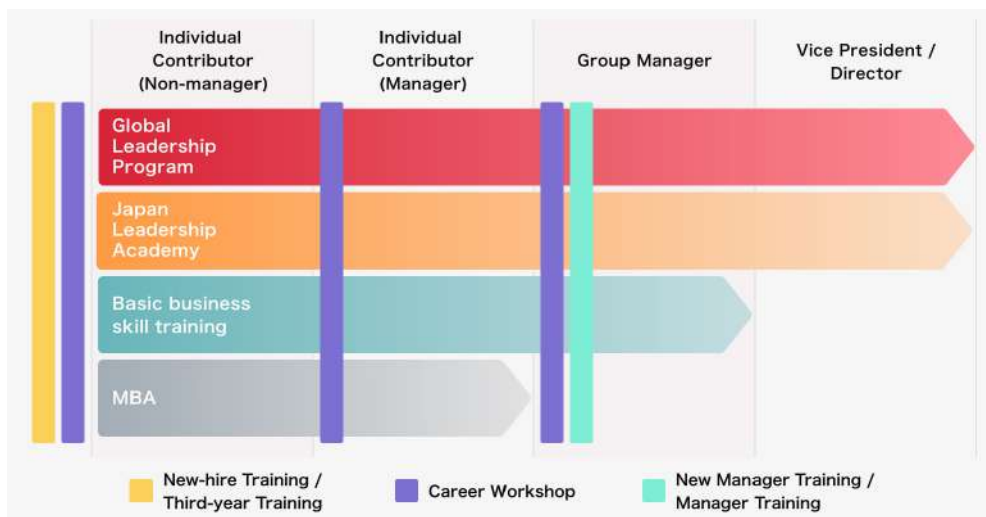 Individual
Contributor
(Non-manager)
Individual
Contributor
(Manager)
Group Manager
Vice President /
Director
Global
Leadership
Program
Japan
Leadership
Academy
Basic business
skill training
MBA
New-hire Training /
Third-year Training
Career Workshop
New Manager Training /
Manager Training